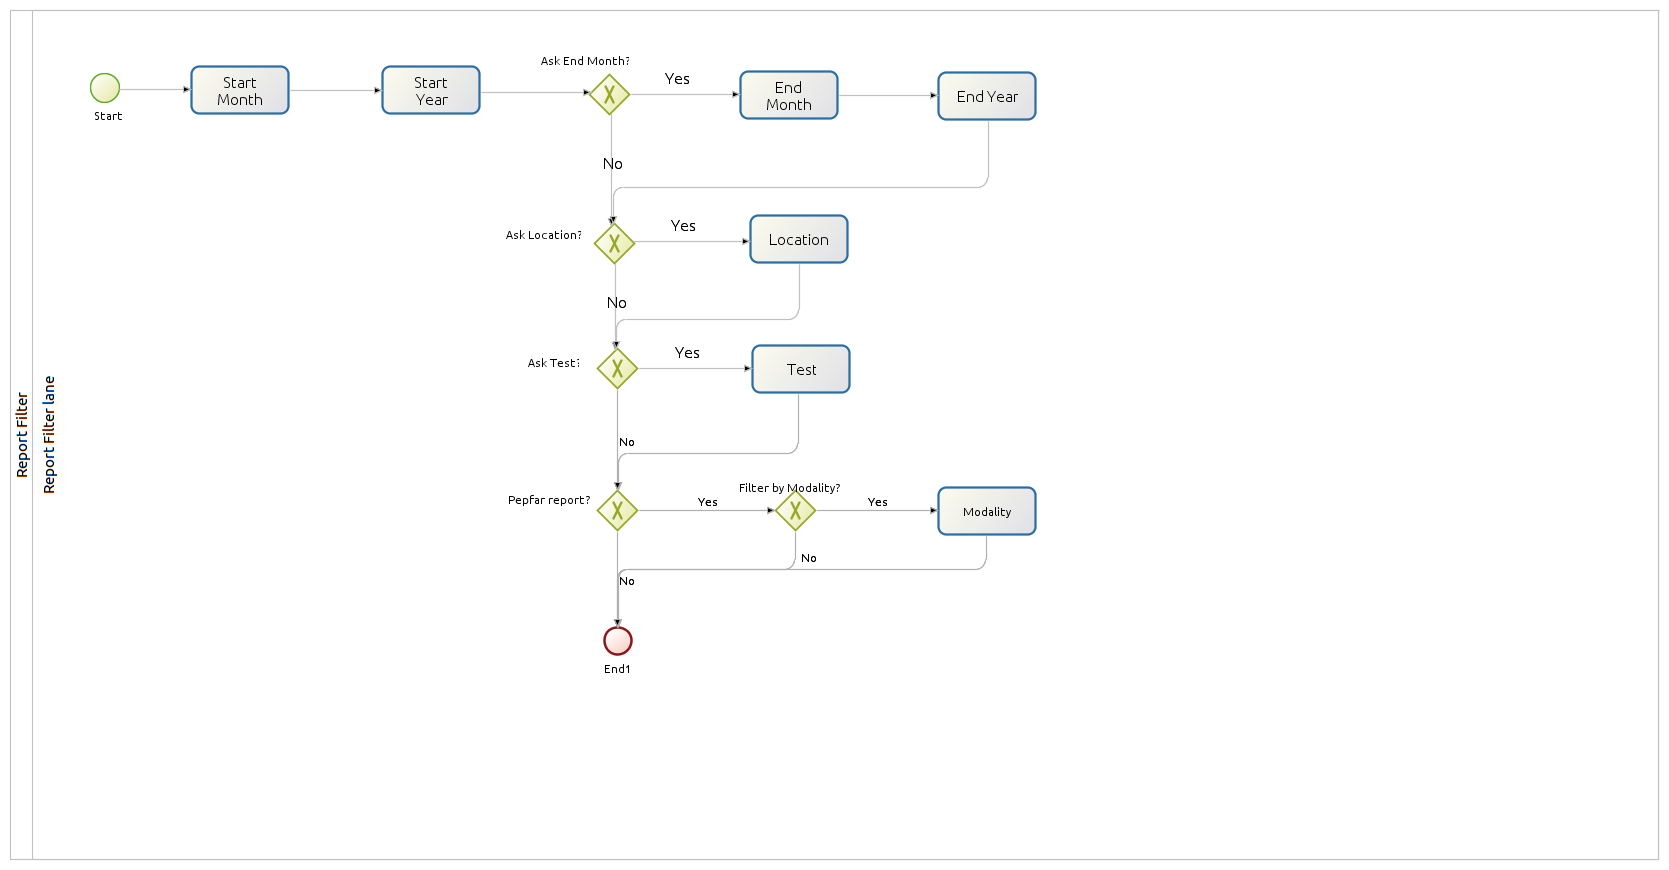 Report Filter
Report Filter lane
Start
Start
Month
Start
Year
Ask End Month?
Yes
End
Month
End Year
No
Ask Location?
Yes
Location
No
Ask Test?
Yes
Test
No
Pepfar report?
Yes
Filter by Modality?
Yes
Modality
No
No
End1